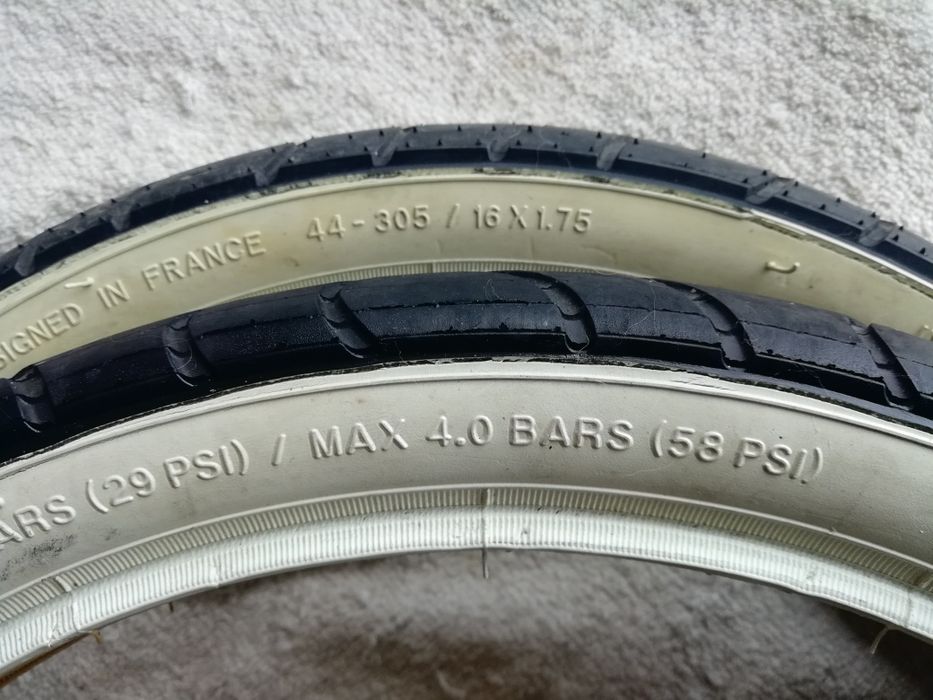 SIGNED IN FRANCE 44-305 / 16 X 1.75
ARS (29 PSI) / MAX 4.0 BARS (58 PSI)